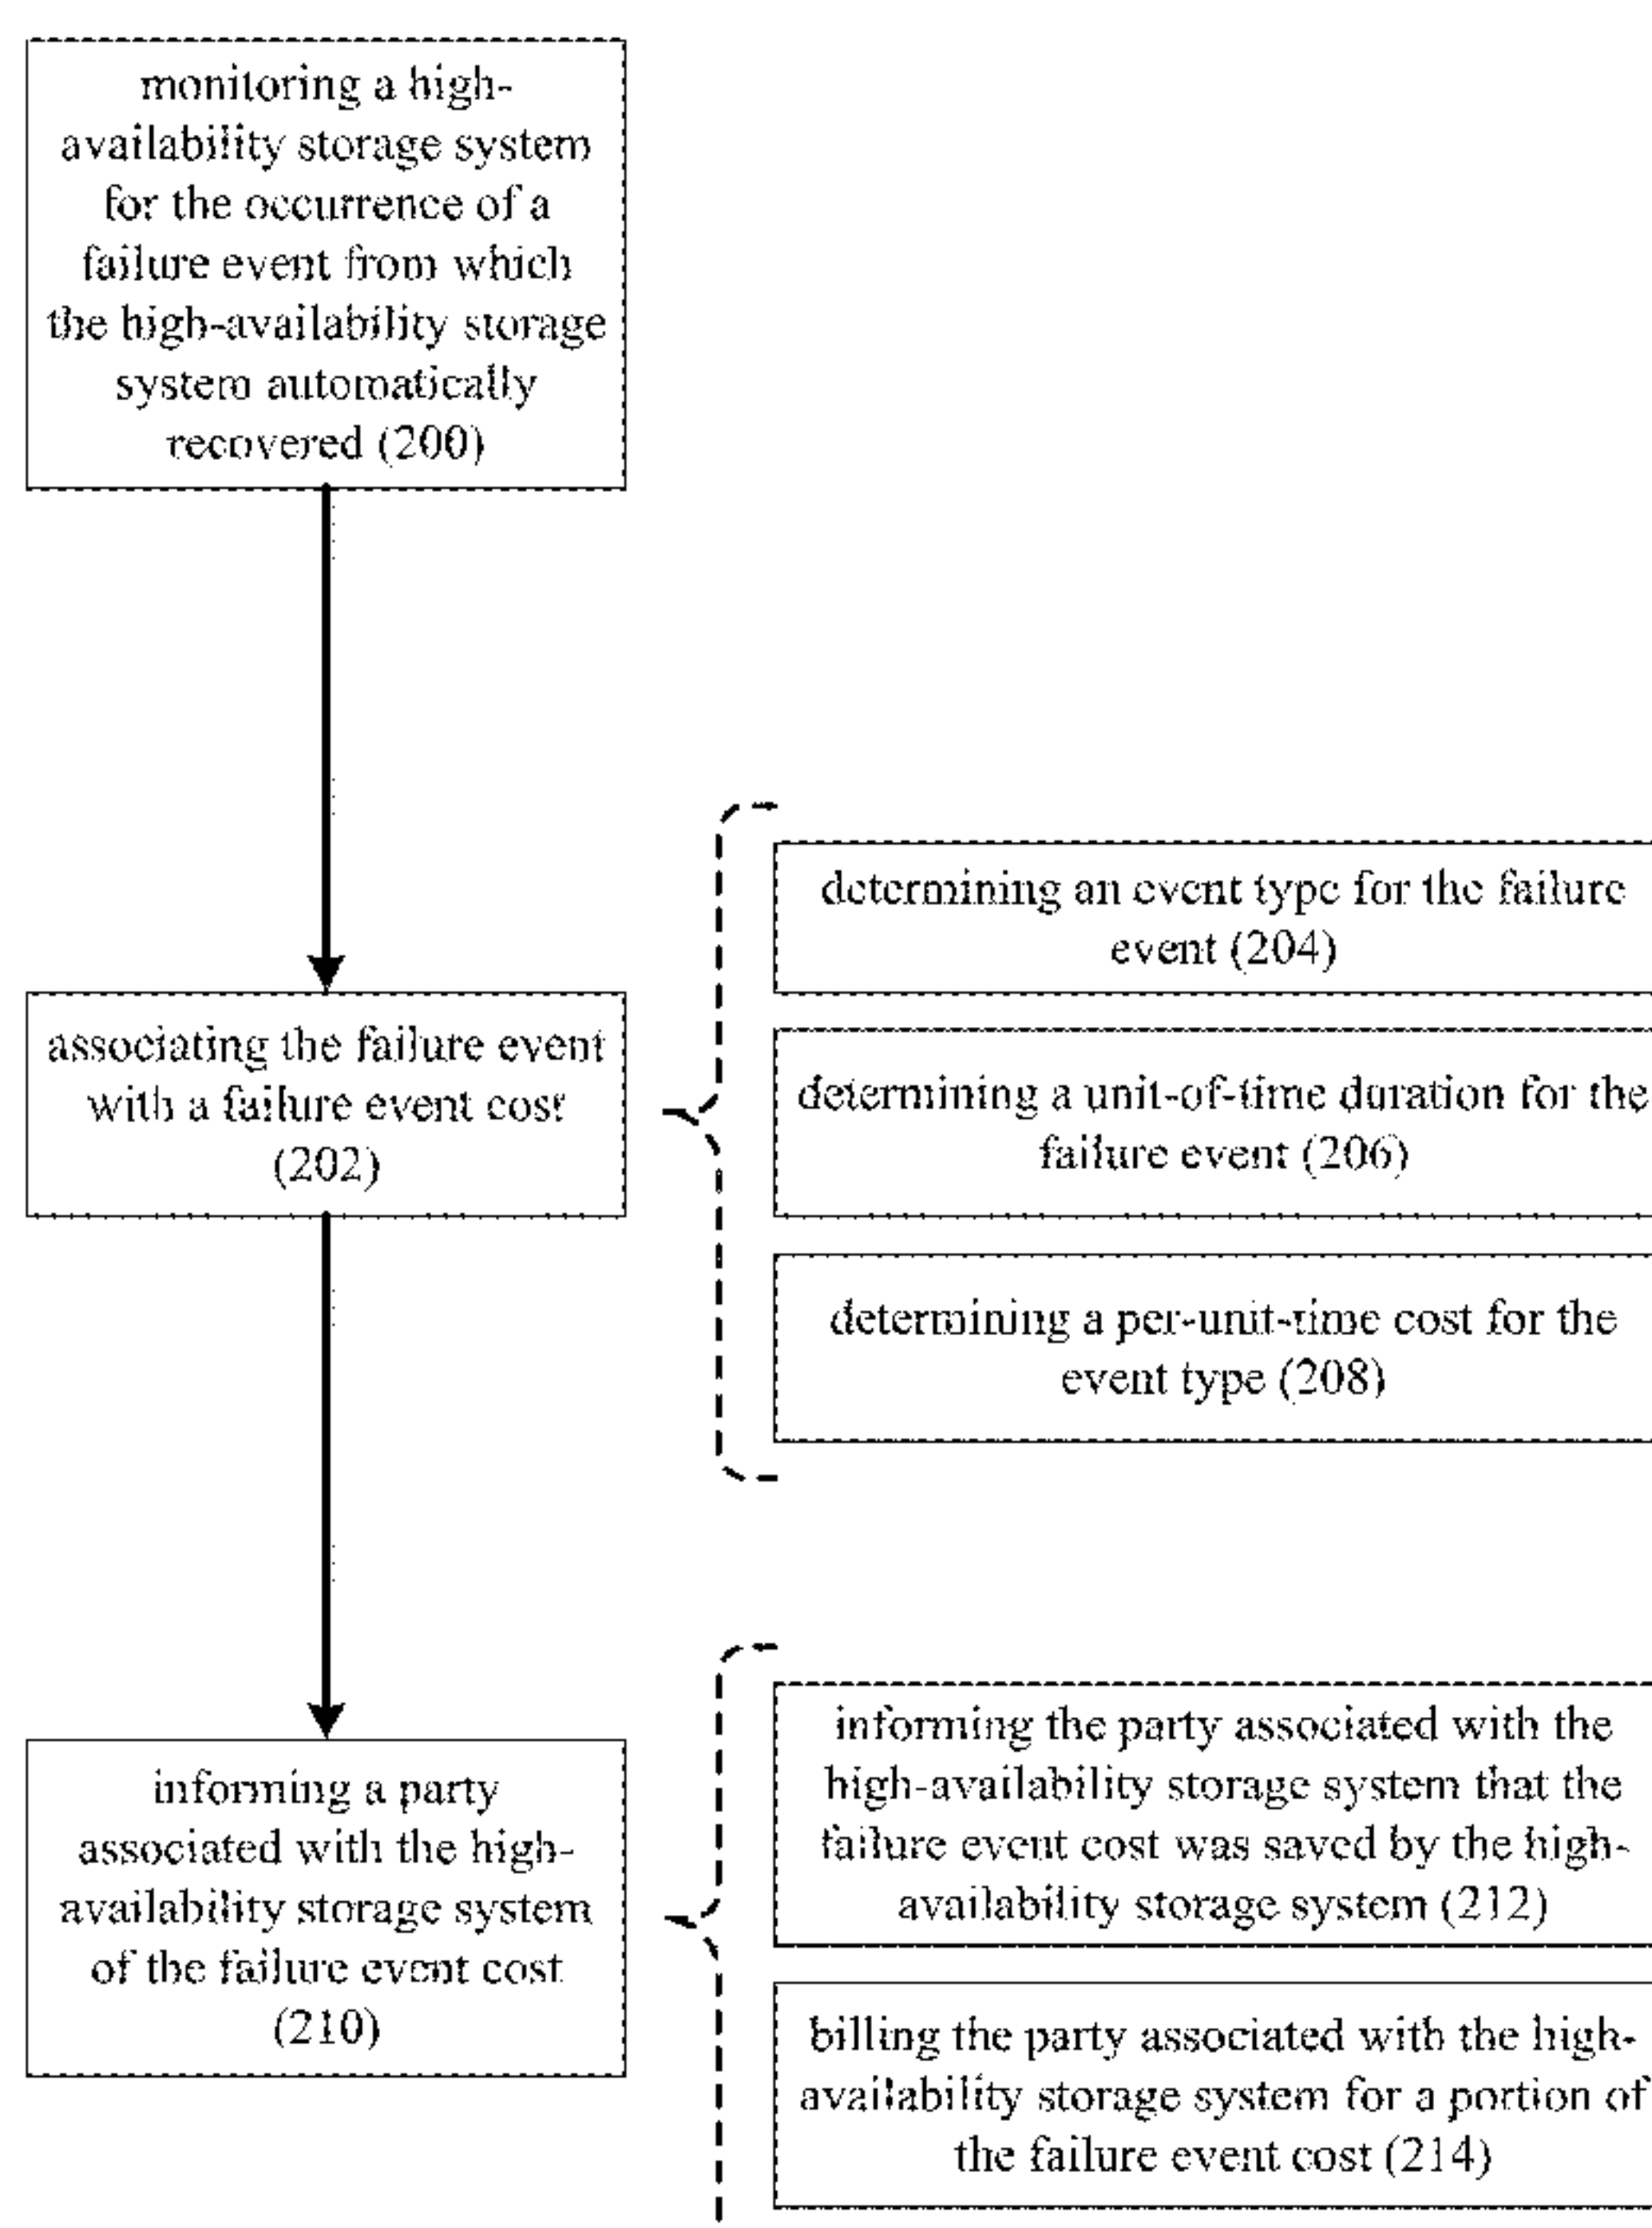 monitoring a high-
availability storage system
for the occurrence of a
failure event from which
the high-availability storage
system automatically
recovered (200)
associating the failure event
with a failure event cost
(202)
determining an event type for the failure
event (204)
determining a unit-of-time duration for the
failure event (206)
determining a per-unit-time cost for the
event type (208)
informing a party
associated with the high-
availability storage system
of the failure event cost
(210)
informing the party associated with the
high-availability storage system that the
failure event cost was saved by the high-
availability storage system (212)
billing the party associated with the high-
availability storage system for a portion of
the failure event cost (214)